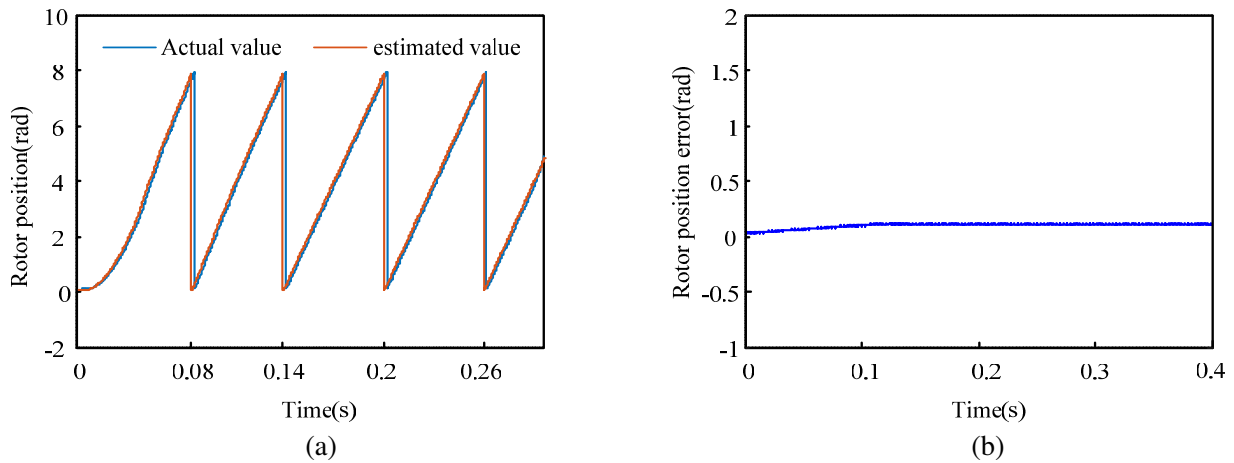 10
8
6
4
2
0
-2
Actual value
estimated value
Rotor position(rad)
0 0.08 0.14 0.2 0.26
Time(s)
(a)
2
1.5
1
0.5
0
-0.5
-1
Rotor position error(rad)
0 0.1 0.2 0.3 0.4
Time(s)
(b)